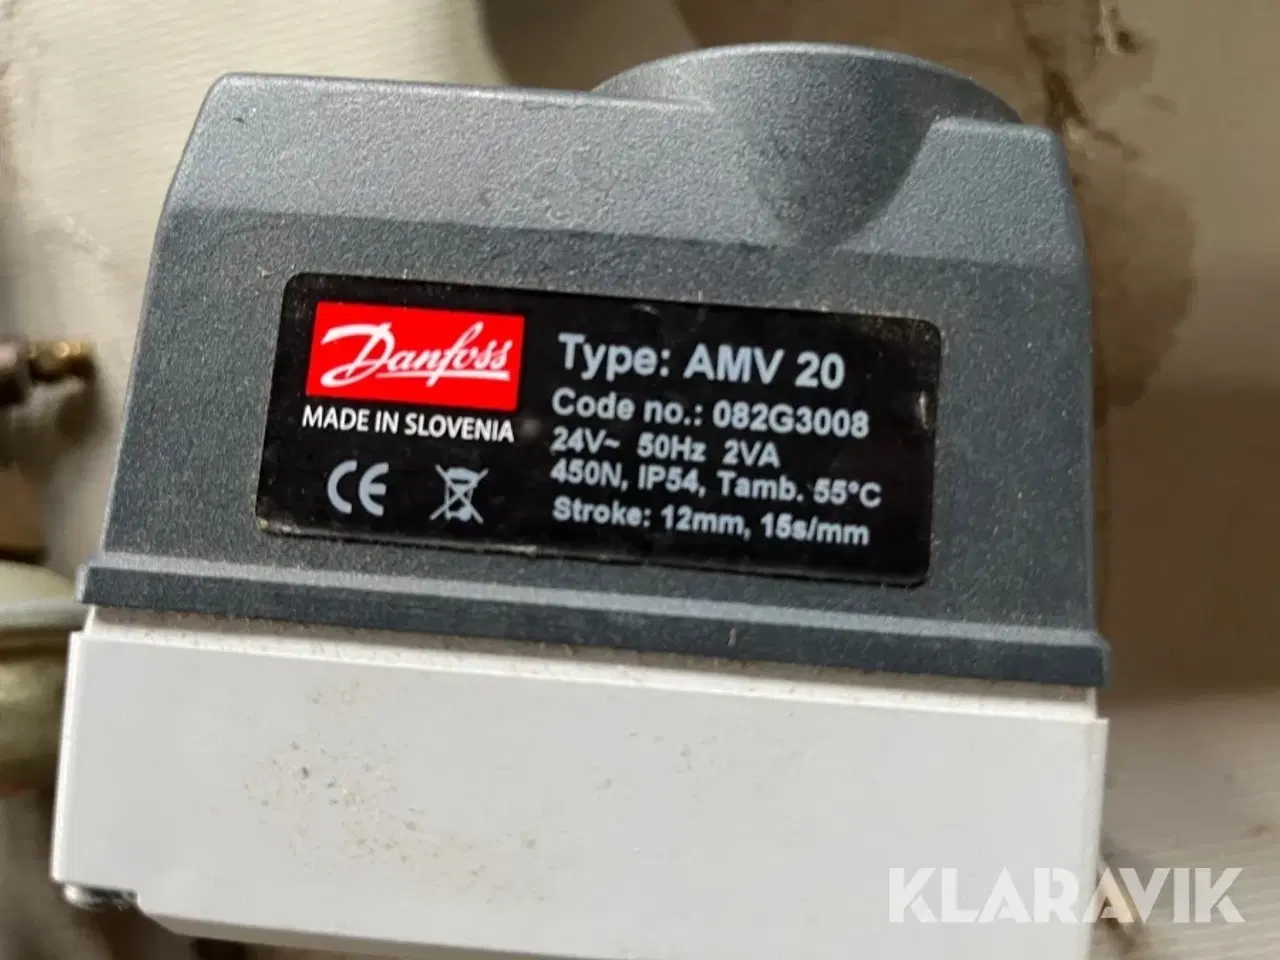 Danfoss
MADE IN SLOVENIA
CE
Type: AMV 20
Code no.: 082G3008
24V~ 50Hz 2VA
450N, IP54, Tamb. 55°C
Stroke: 12mm, 15s/mm
KLARAVIK